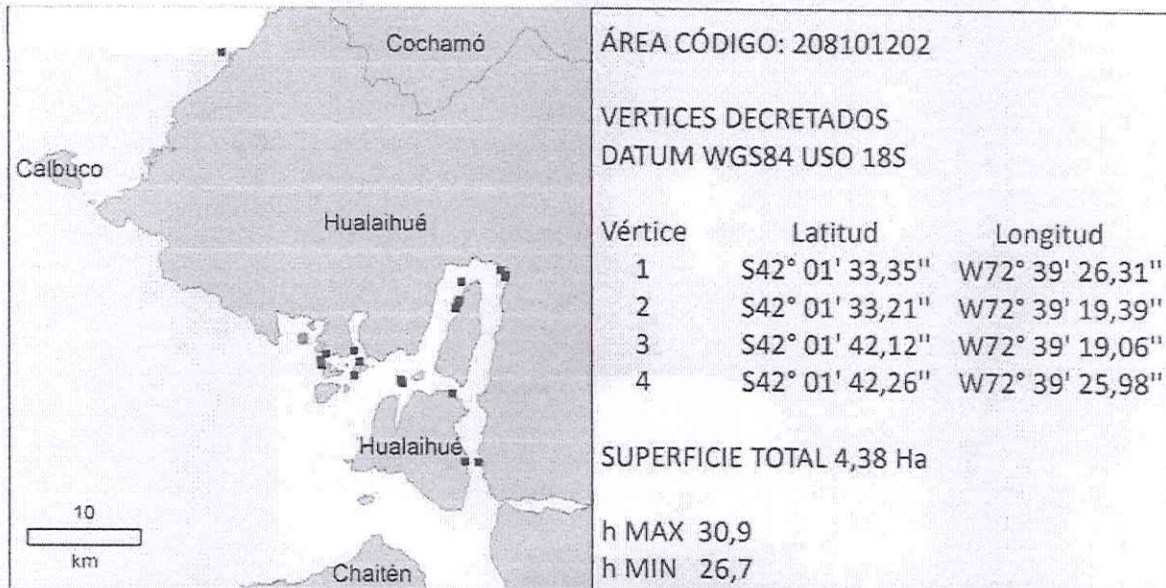 Cochamó
Calbuco
Hualaihué
Hualaihué
10
km
Chaitèn
ÁREA CÓDIGO: 208101202
VERTICES DECRETADOS
DATUM WGS84 USO 18S
Vértice Latitud Longitud
1 S42° 01' 33,35'' W72° 39' 26,31''
2 S42° 01' 33,21'' W72° 39' 19,39''
3 S42° 01' 42,12'' W72° 39' 19,06''
4 S42° 01' 42,26'' W72° 39' 25,98''
SUPERFICIE TOTAL 4,38 Ha
h MAX 30,9
h MIN 26,7